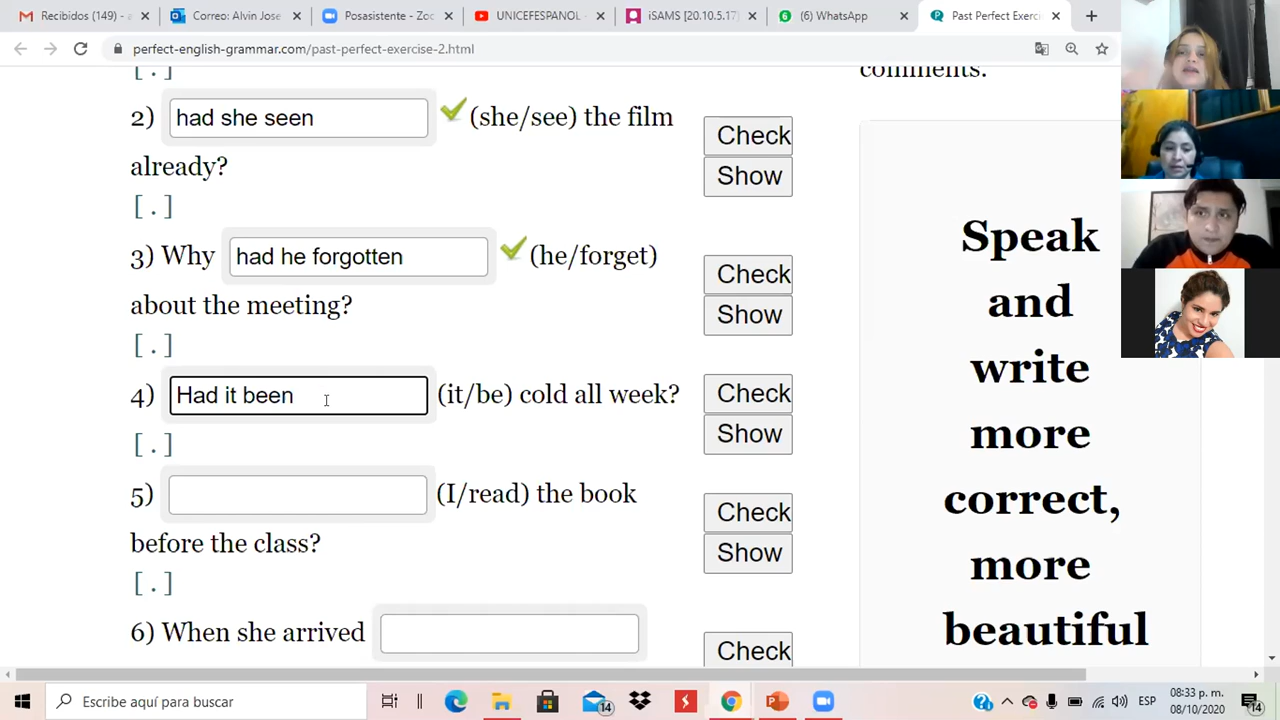 Recibidos (149) - a
Correo: Alvin Jose
Posasistente - Zoo
UNICEFESPANOL -
iSAMS [20.10.5.17]
(6) WhatsApp
Past Perfect Exerc
perfect-english-grammar.com/past-perfect-exercise-2.html
[ . ]
comments.
2) had she seen (she/see) the film
already?
[ . ]
Check
Show
3) Why had he forgotten (he/forget)
about the meeting?
[ . ]
Check
Show
4) Had it been (it/be) cold all week?
[ . ]
Check
Show
5) (I/read) the book
before the class?
[ . ]
Check
Show
6) When she arrived
Check
Speak
and
write
more
correct,
more
beautiful
Escribe aquí para buscar
14
ESP
08:33 p. m.
08/10/2020
14